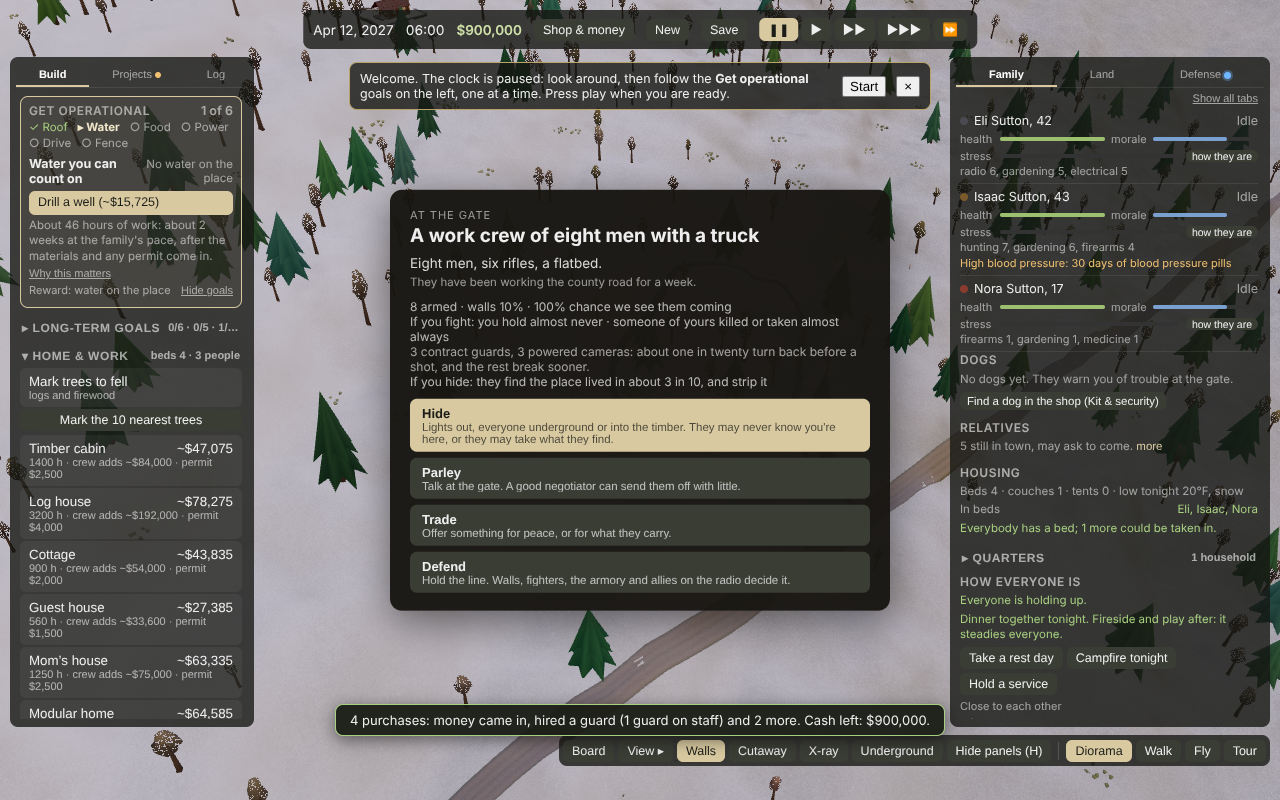 Apr 12, 2027 06:00 $900,000 Shop & money New Save
Build Projects Log
GET OPERATIONAL 1 of 6
✓ Roof ▸ Water ○ Food ○ Power
○ Drive ○ Fence
Water you can count on
No water on the place
Drill a well (~$15,725)
About 46 hours of work: about 2
weeks at the family's pace, after the
materials and any permit come in.
Why this matters
Reward: water on the place Hide goals
▸ LONG-TERM GOALS 0/6 · 0/5 · 1/...
▾ HOME & WORK beds 4 · 3 people
Mark trees to fell
logs and firewood
Mark the 10 nearest trees
Timber cabin ~$47,075
1400 h · crew adds ~$84,000 · permit
$2,500
Log house ~$78,275
3200 h · crew adds ~$192,000 · permit
$4,000
Cottage ~$43,835
900 h · crew adds ~$54,000 · permit
$2,000
Guest house ~$27,385
560 h · crew adds ~$33,600 · permit
$1,500
Mom's house ~$63,335
1250 h · crew adds ~$75,000 · permit
$2,500
Modular home ~$64,585
Welcome. The clock is paused: look around, then follow the Get operational
goals on the left, one at a time. Press play when you are ready.
Start ×
AT THE GATE
A work crew of eight men with a truck
Eight men, six rifles, a flatbed.
They have been working the county road for a week.
8 armed · walls 10% · 100% chance we see them coming
If you fight: you hold almost never · someone of yours killed or taken almost
always
3 contract guards, 3 powered cameras: about one in twenty turn back before a
shot, and the rest break sooner.
If you hide: they find the place lived in about 3 in 10, and strip it
Hide
Lights out, everyone underground or into the timber. They may never know you're
here, or they may take what they find.
Parley
Talk at the gate. A good negotiator can send them off with little.
Trade
Offer something for peace, or for what they carry.
Defend
Hold the line. Walls, fighters, the armory and allies on the radio decide it.
4 purchases: money came in, hired a guard (1 guard on staff) and 2 more. Cash left: $900,000.
Family Land Defense
Show all tabs
Eli Sutton, 42 Idle
health morale
stress how they are
radio 6, gardening 5, electrical 5
Isaac Sutton, 43 Idle
health morale
stress how they are
hunting 7, gardening 6, firearms 4
High blood pressure: 30 days of blood pressure pills
Nora Sutton, 17 Idle
health morale
stress how they are
firearms 1, gardening 1, medicine 1
DOGS
No dogs yet. They warn you of trouble at the gate.
Find a dog in the shop (Kit & security)
RELATIVES
5 still in town, may ask to come. more
HOUSING
Beds 4 · couches 1 · tents 0 · low tonight 20°F, snow
In beds Eli, Isaac, Nora
Everybody has a bed; 1 more could be taken in.
▸ QUARTERS 1 household
HOW EVERYONE IS
Everyone is holding up.
Dinner together tonight. Fireside and play after: it
steadies everyone.
Take a rest day Campfire tonight
Hold a service
Close to each other
Board View ▸ Walls Cutaway X-ray Underground Hide panels (H) Diorama Walk Fly Tour